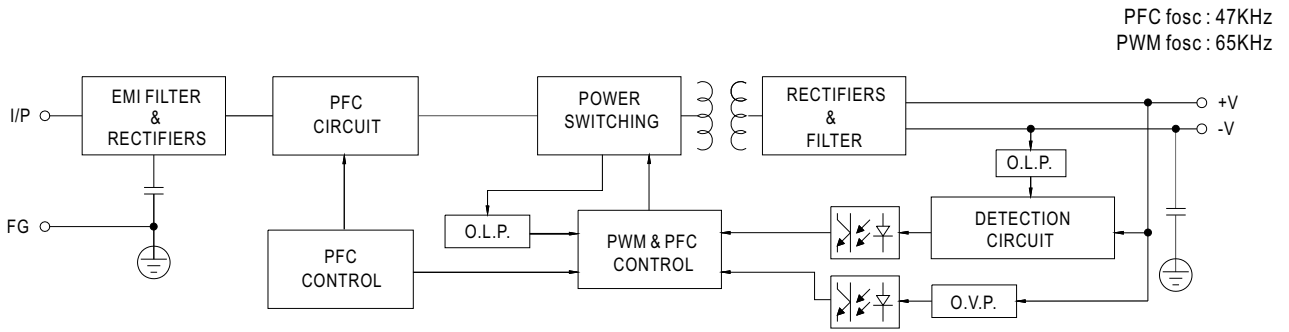 PFC fosc : 47KHz
PWM fosc : 65KHz
I/P
EMI FILTER
&
RECTIFIERS
PFC
CIRCUIT
POWER
SWITCHING
RECTIFIERS
&
FILTER
+V
-V
O.L.P.
FG
O.L.P.
PFC
CONTROL
PWM & PFC
CONTROL
DETECTION
CIRCUIT
O.V.P.